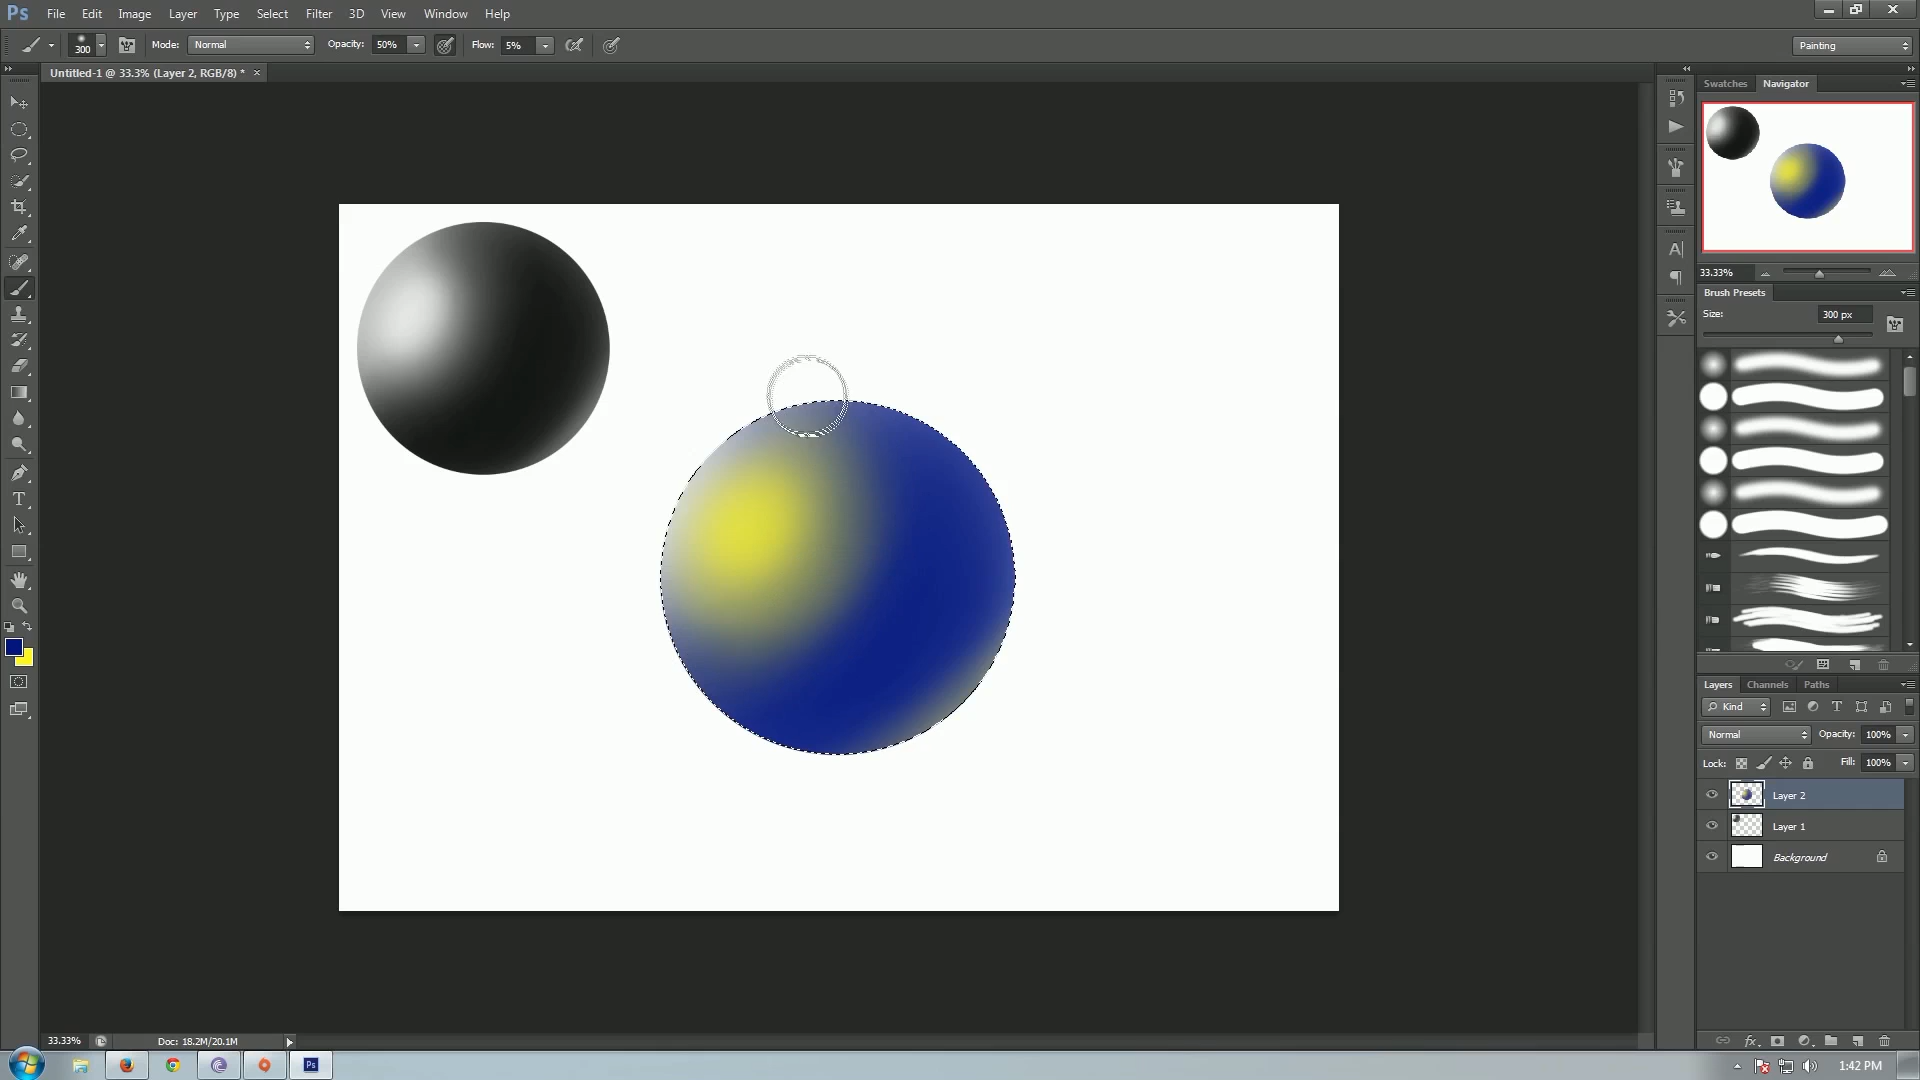 Ps File Edit Image Layer Type Select Filter 3D View Window Help
300 Mode: Normal Opacity: 50% Flow: 5% Painting
Untitled-1 @ 33.3% (Layer 2, RGB/8) *
Swatches Navigator
33.33%
Brush Presets
Size: 300 px
Layers Channels Paths
Kind
Normal Opacity: 100%
Lock: Fill: 100%
Layer 2
Layer 1
Background
33.33% Doc: 18.2M/20.1M
fx
Ps 1:42 PM